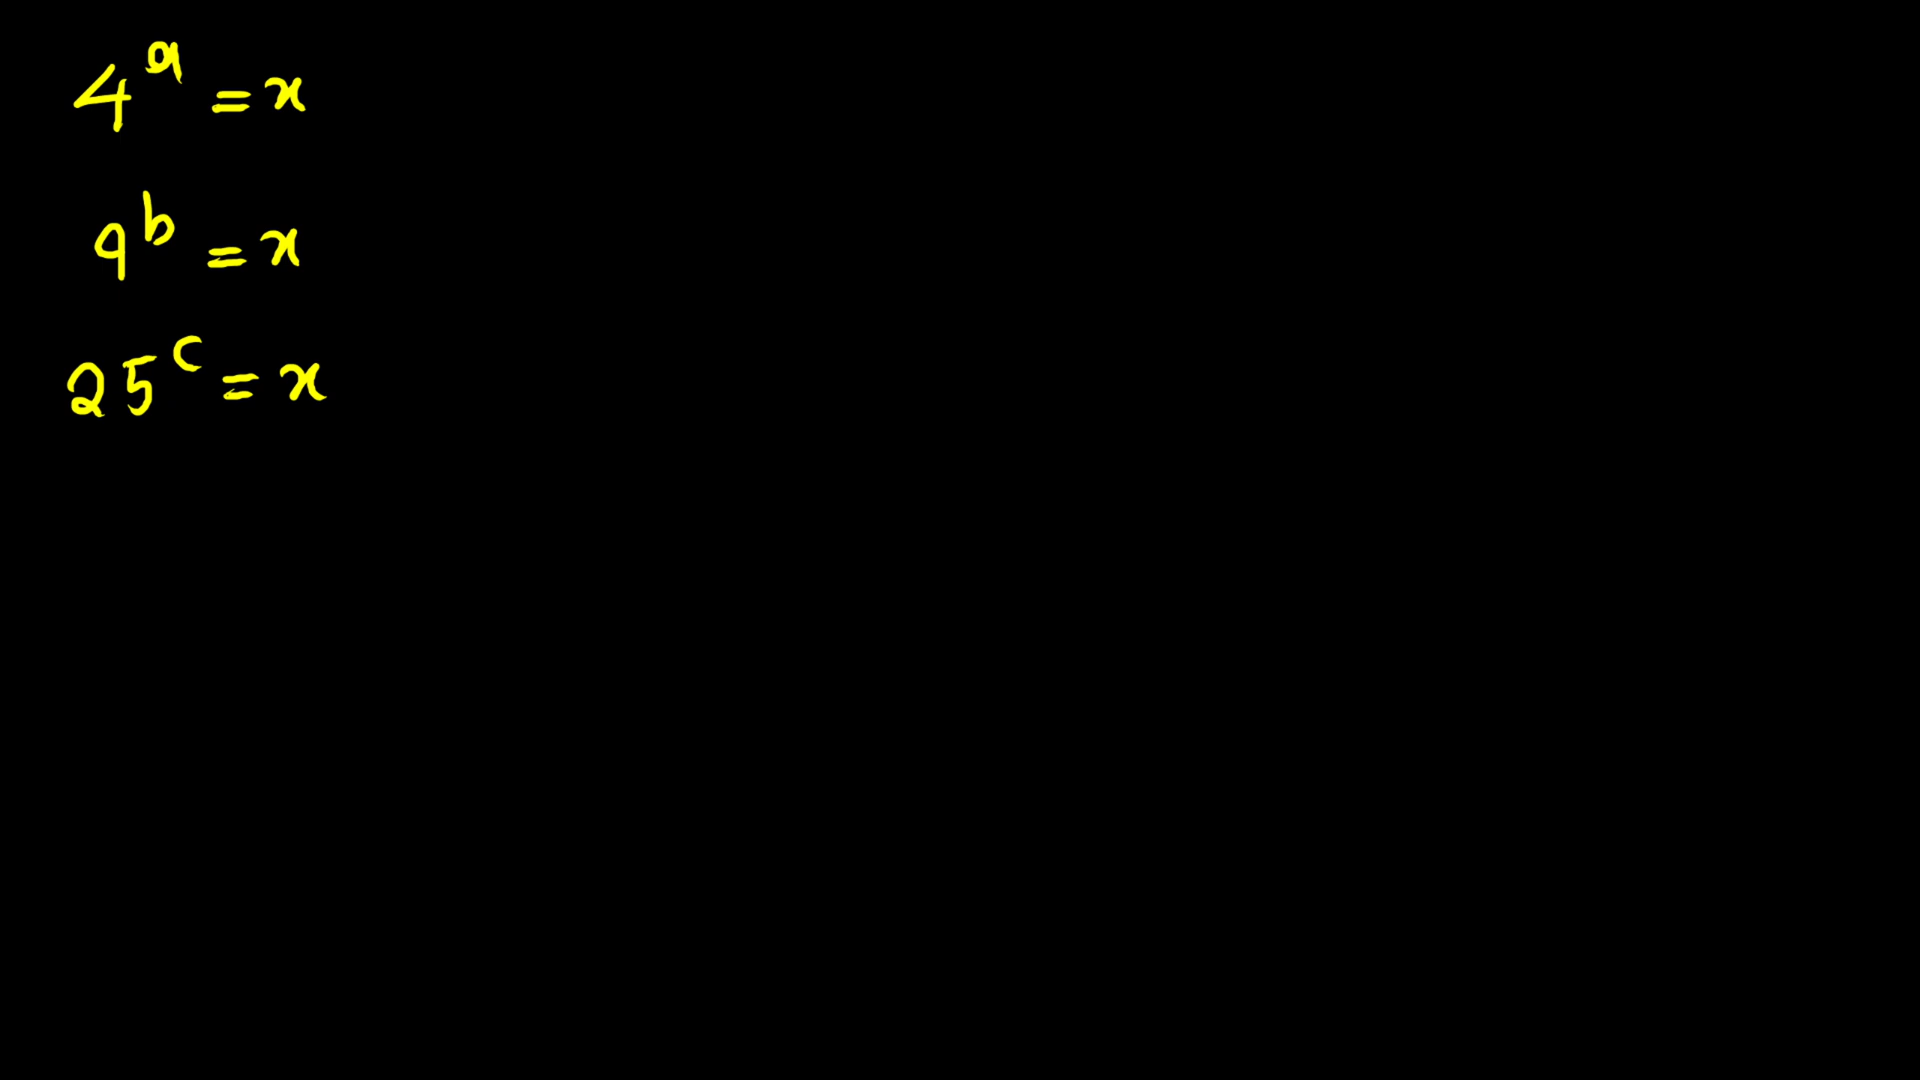 4^a = x
9^b = x
25^c = x